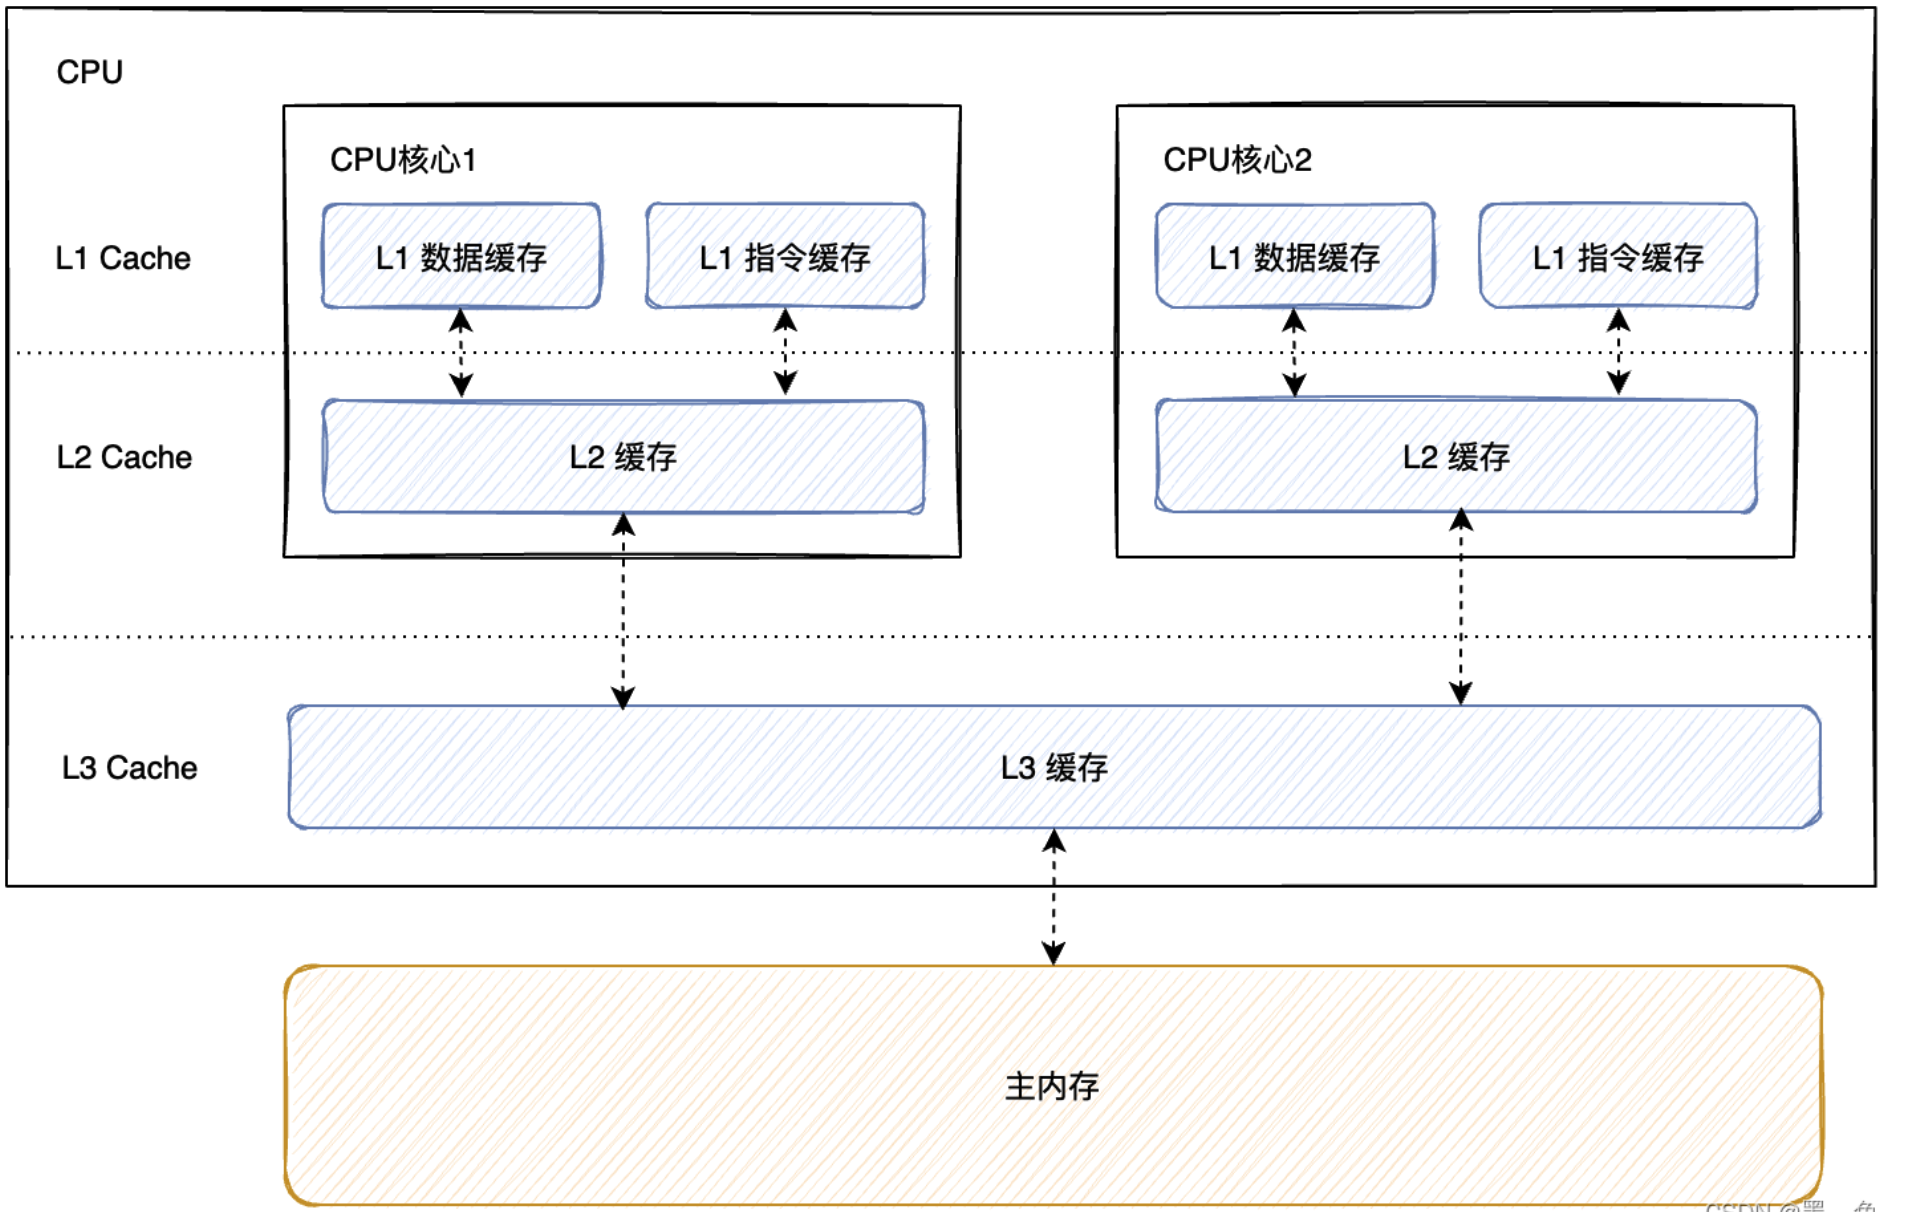 CPU
CPU核心1
CPU核心2
L1 Cache
L1 数据缓存
L1 指令缓存
L1 数据缓存
L1 指令缓存
L2 Cache
L2 缓存
L2 缓存
L3 Cache
L3 缓存
主内存